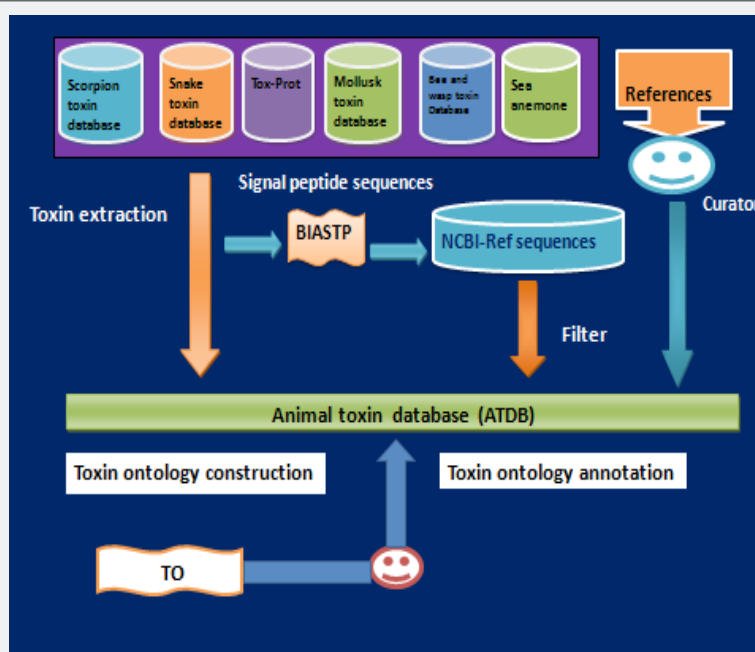 Scorpion
toxin
database
Snake
toxin
database
Tox-Prot
Mollusk
toxin
database
Bee and
wasp toxin
Database
Sea
anemone
References
Signal peptide sequences
Toxin extraction
Curator
BIASTP
NCBI-Ref sequences
Filter
Animal toxin database (ATDB)
Toxin ontology construction
Toxin ontology annotation
TO